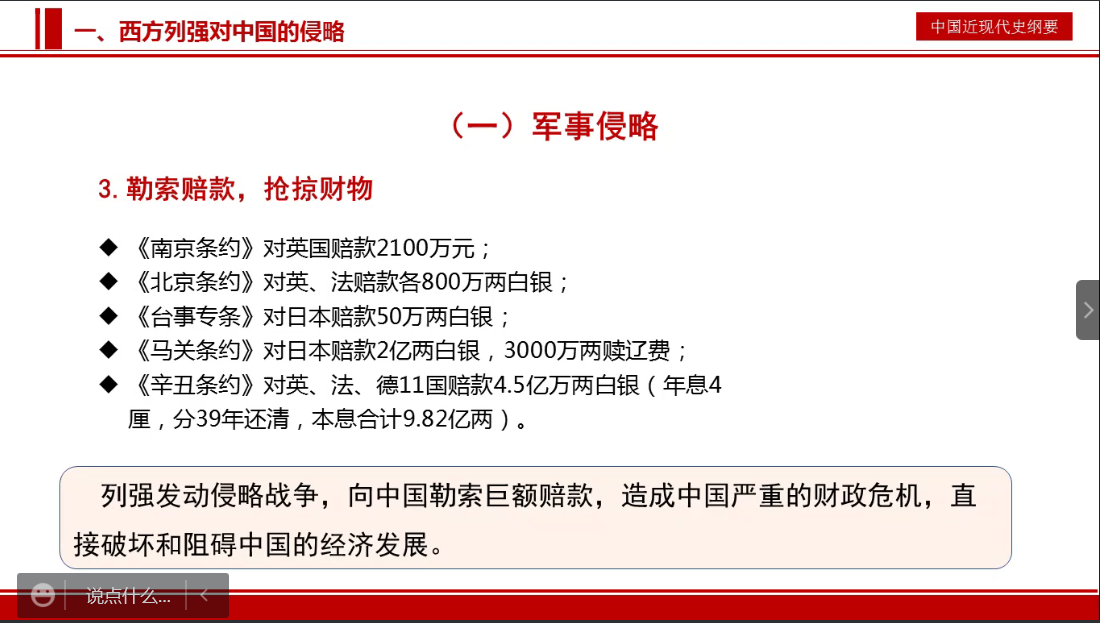 一、西方列强对中国的侵略
中国近现代史纲要
（一）军事侵略
3. 勒索赔款，抢掠财物
◆ 《南京条约》对英国赔款2100万元；
◆ 《北京条约》对英、法赔款各800万两白银；
◆ 《台事专条》对日本赔款50万两白银；
◆ 《马关条约》对日本赔款2亿两白银，3000万两赎辽费；
◆ 《辛丑条约》对英、法、德11国赔款4.5亿万两白银（年息4
厘，分39年还清，本息合计9.82亿两）。
列强发动侵略战争，向中国勒索巨额赔款，造成中国严重的财政危机，直
接破坏和阻碍中国的经济发展。
说点什么...